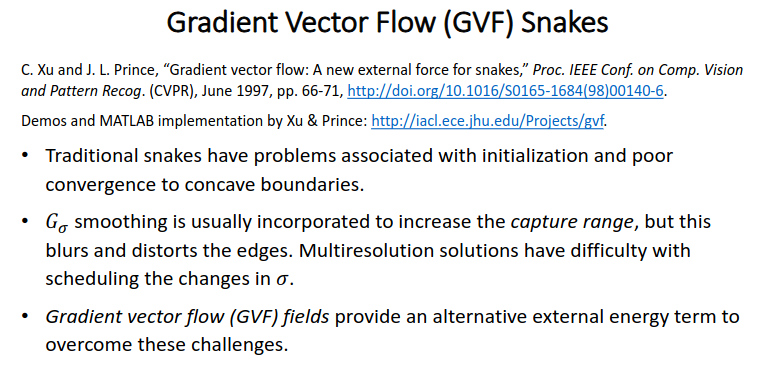 Gradient Vector Flow (GVF) Snakes
C. Xu and J. L. Prince, “Gradient vector flow: A new external force for snakes,” Proc. IEEE Conf. on Comp. Vision
and Pattern Recog. (CVPR), June 1997, pp. 66-71, http://doi.org/10.1016/S0165-1684(98)00140-6.
Demos and MATLAB implementation by Xu & Prince: http://iacl.ece.jhu.edu/Projects/gvf.
• Traditional snakes have problems associated with initialization and poor
convergence to concave boundaries.
• G_σ smoothing is usually incorporated to increase the capture range, but this
blurs and distorts the edges. Multiresolution solutions have difficulty with
scheduling the changes in σ.
• Gradient vector flow (GVF) fields provide an alternative external energy term to
overcome these challenges.